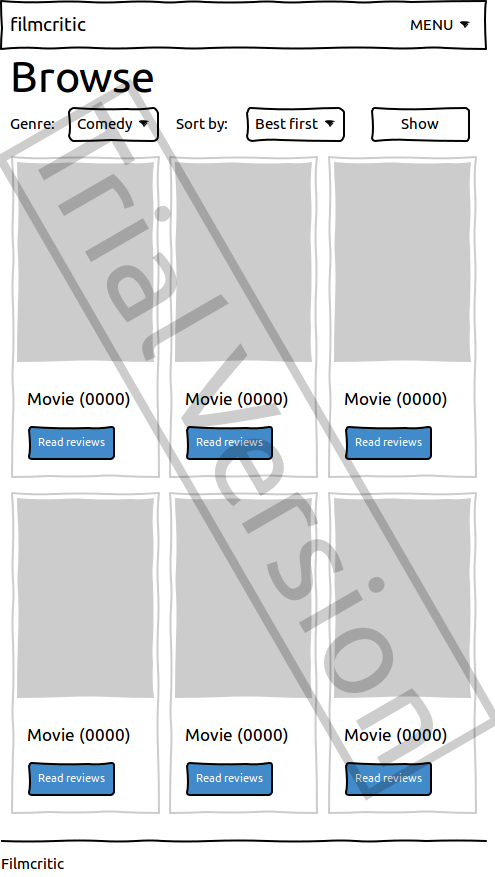 filmcritic MENU
Browse
Genre: Comedy Sort by: Best first Show
Movie (0000) Movie (0000) Movie (0000)
Read reviews Read reviews Read reviews
Movie (0000) Movie (0000) Movie (0000)
Read reviews Read reviews Read reviews
Filmcritic
Trial Version